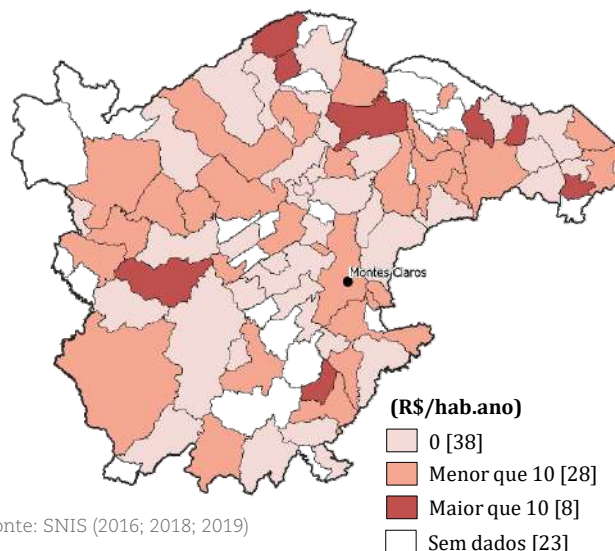 Montes Claros
(R$/hab.ano)
0 [38]
Menor que 10 [28]
Maior que 10 [8]
Sem dados [23]
onte: SNIS (2016; 2018; 2019)